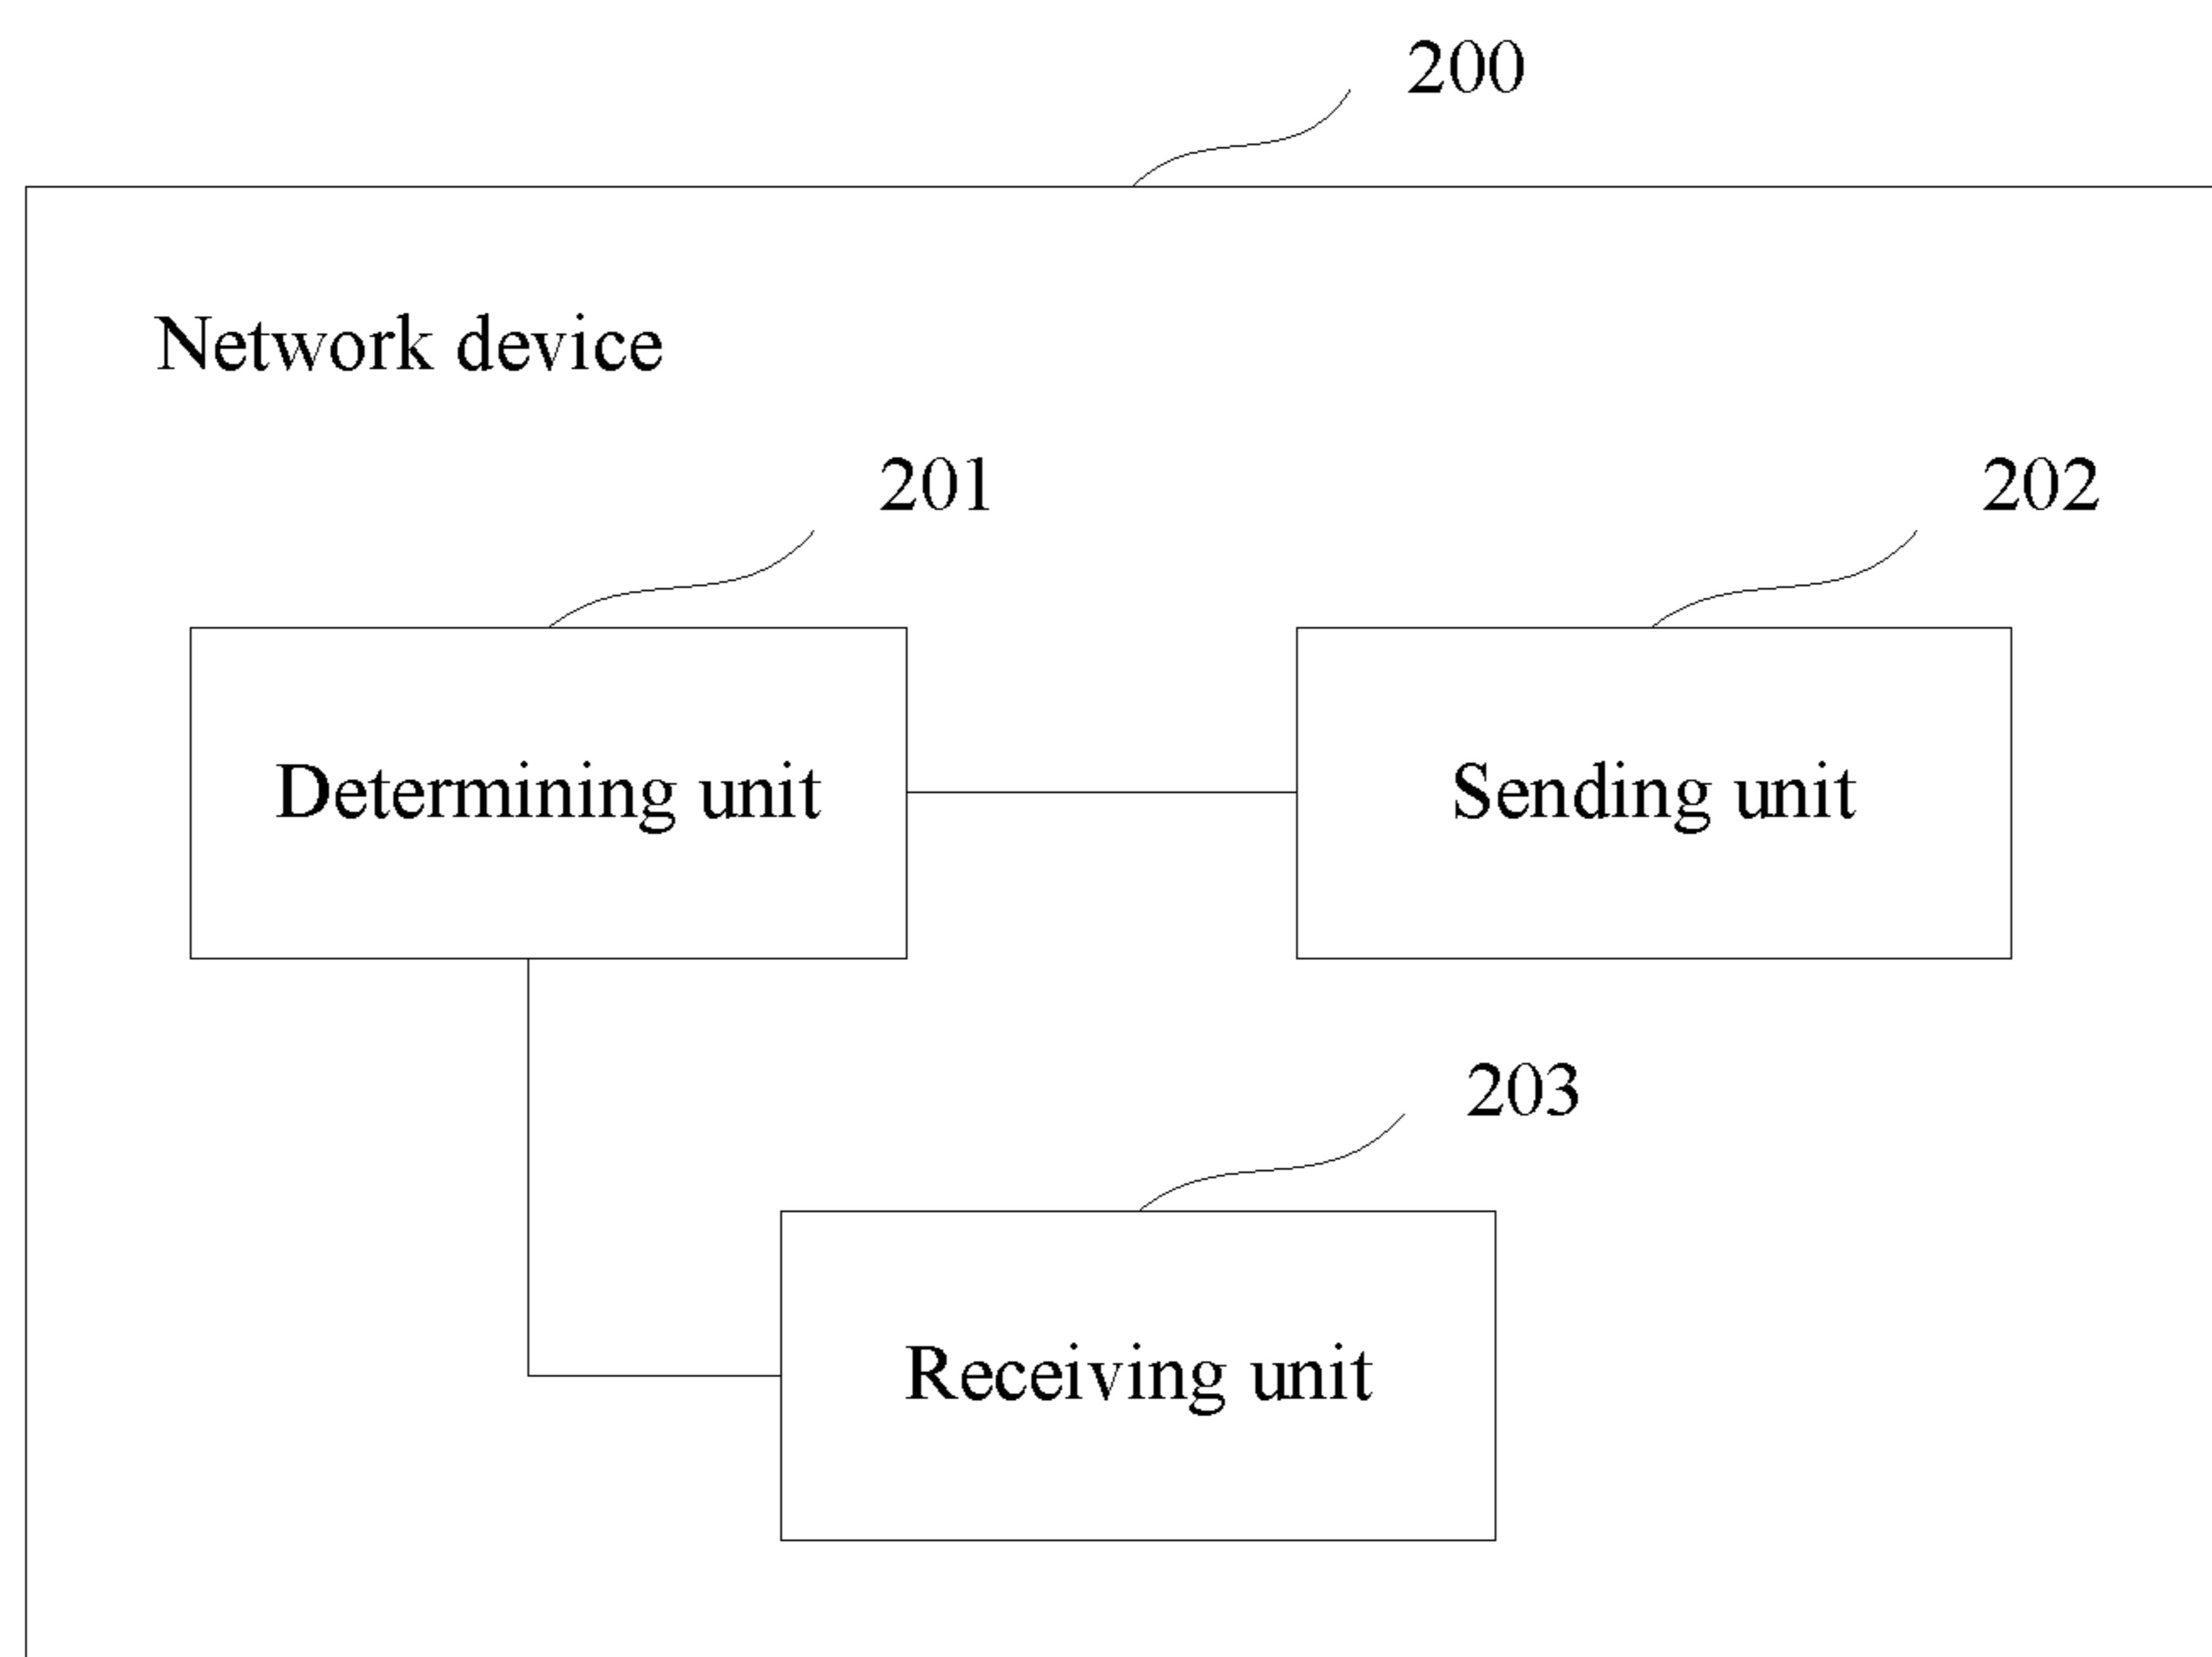 200
Network device
201
202
Determining unit
Sending unit
203
Receiving unit